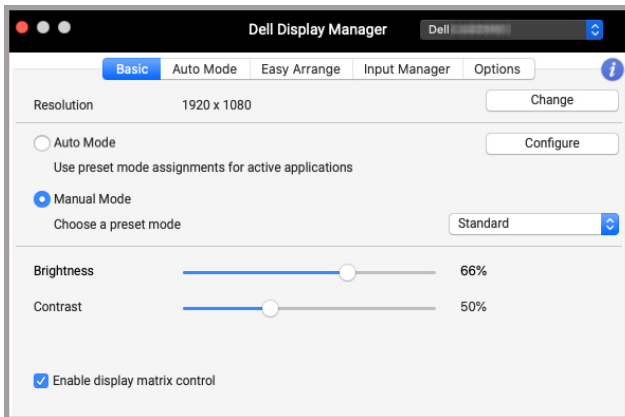 Dell Display Manager Dell
Basic Auto Mode Easy Arrange Input Manager Options i
Resolution 1920 x 1080 Change
Auto Mode Configure
Use preset mode assignments for active applications
Manual Mode
Choose a preset mode Standard
Brightness 66%
Contrast 50%
Enable display matrix control